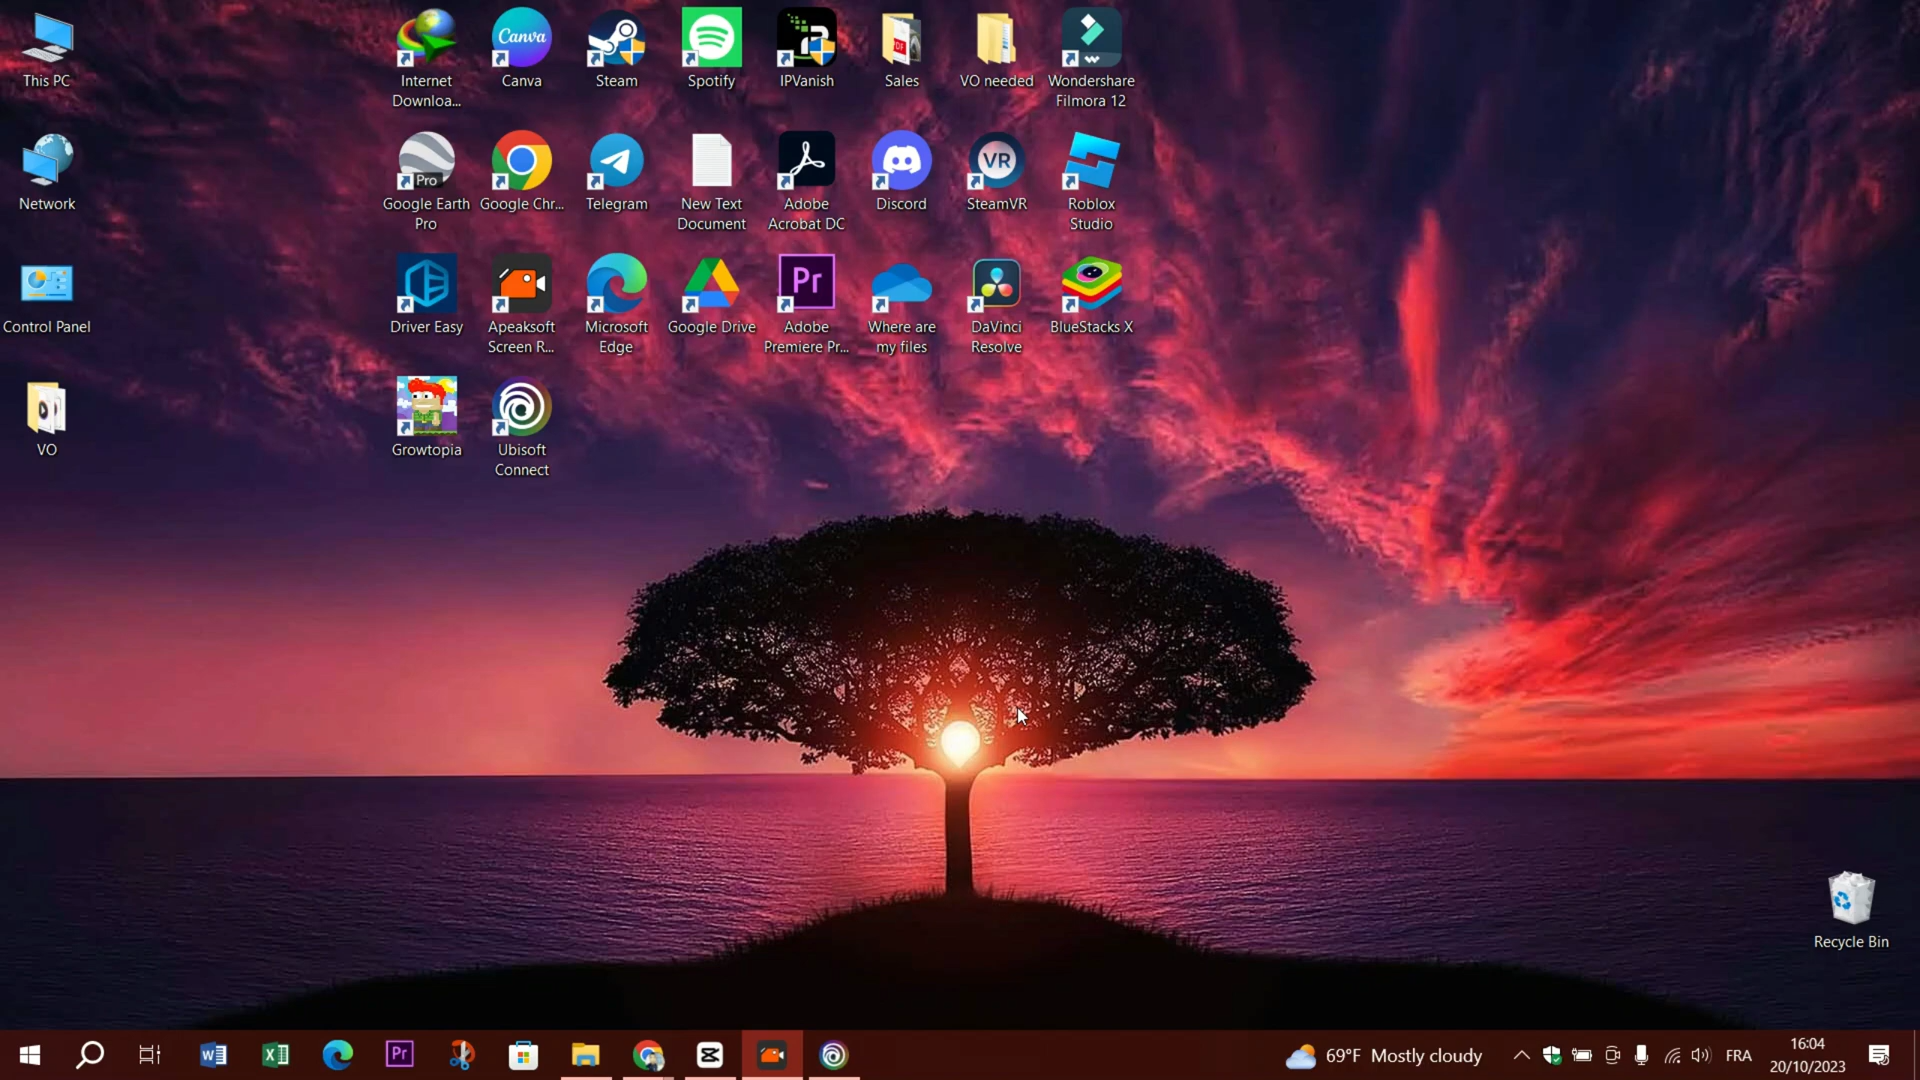 This PC
Internet
Downloa...
Canva
Canva
Steam
Spotify
IPVanish
PDF
Sales
VO needed
Wondershare
Filmora 12
Network
Pro
Google Earth
Pro
Google Chr...
Telegram
New Text
Document
Adobe
Acrobat DC
Discord
VR
SteamVR
Roblox
Studio
Control Panel
Driver Easy
Apeaksoft
Screen R...
Microsoft
Edge
Google Drive
Pr
Adobe
Premiere Pr...
Where are
my files
DaVinci
Resolve
BlueStacks X
VO
Growtopia
Ubisoft
Connect
Recycle Bin
Pr
69°F Mostly cloudy
FRA
16:04
20/10/2023